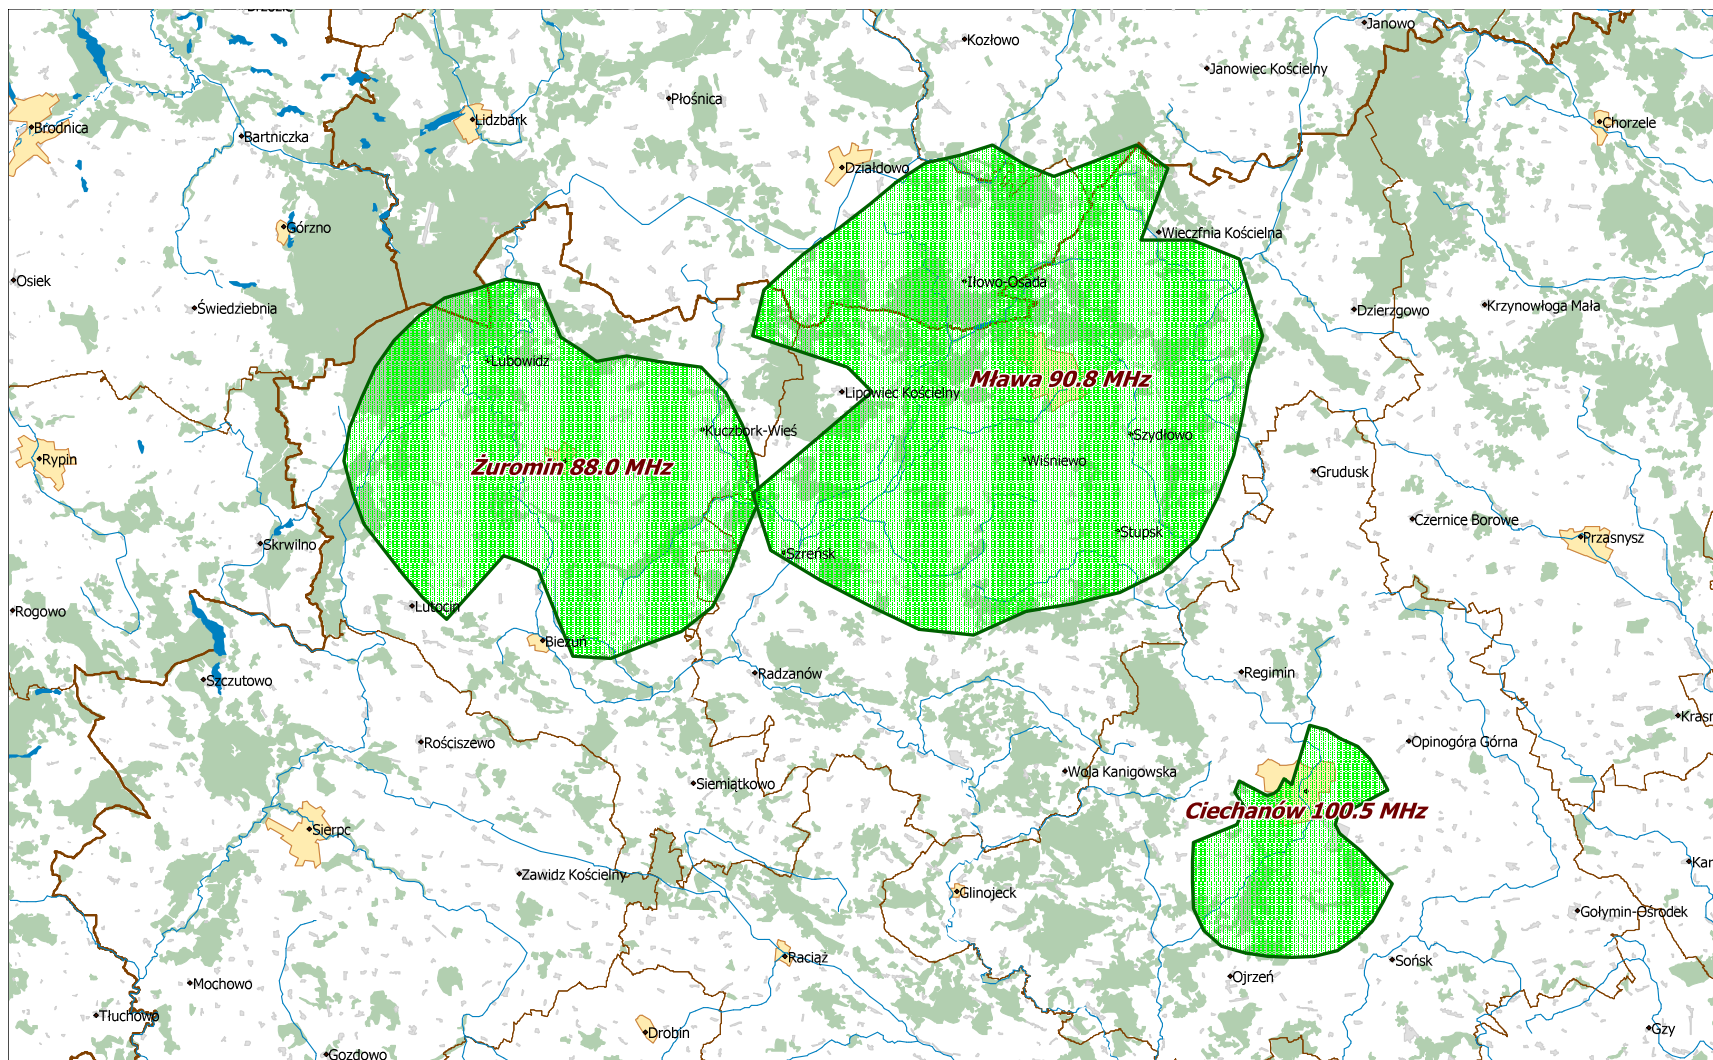 Janowo
Kozłowo
Janowiec Kościelny
Płośnica
Lidzbark
Chorzele
Brodnica
Bartniczka
Działdowo
Górzno
Wieczfnia Kościelna
Osiek
Iłowo-Osada
Świedziebnia
Krzynowłoga Mała
Dzierzgowo
Lubowidz
Mława 90.8 MHz
Lipowiec Kościelny
Kuczbork-Wieś
Szydłowo
Rypin
Żuromin 88.0 MHz
Wiśniewo
Grudusk
Czernice Borowe
Stupsk
Przasnysz
Skrwilno
Szreńsk
Lutocin
Rogowo
Bieżuń
Radzanów
Regimin
Szczutowo
Krasn
Rościszewo
Opinogóra Górna
Wola Kanigowska
Siemiątkowo
Ciechanów 100.5 MHz
Sierpc
Kar
Zawidz Kościelny
Glinojeck
Gołymin-Ośrodek
Raciąż
Sońsk
Ojrzeń
Mochowo
Tłuchowo
Gzy
Drobin
Gozdowo